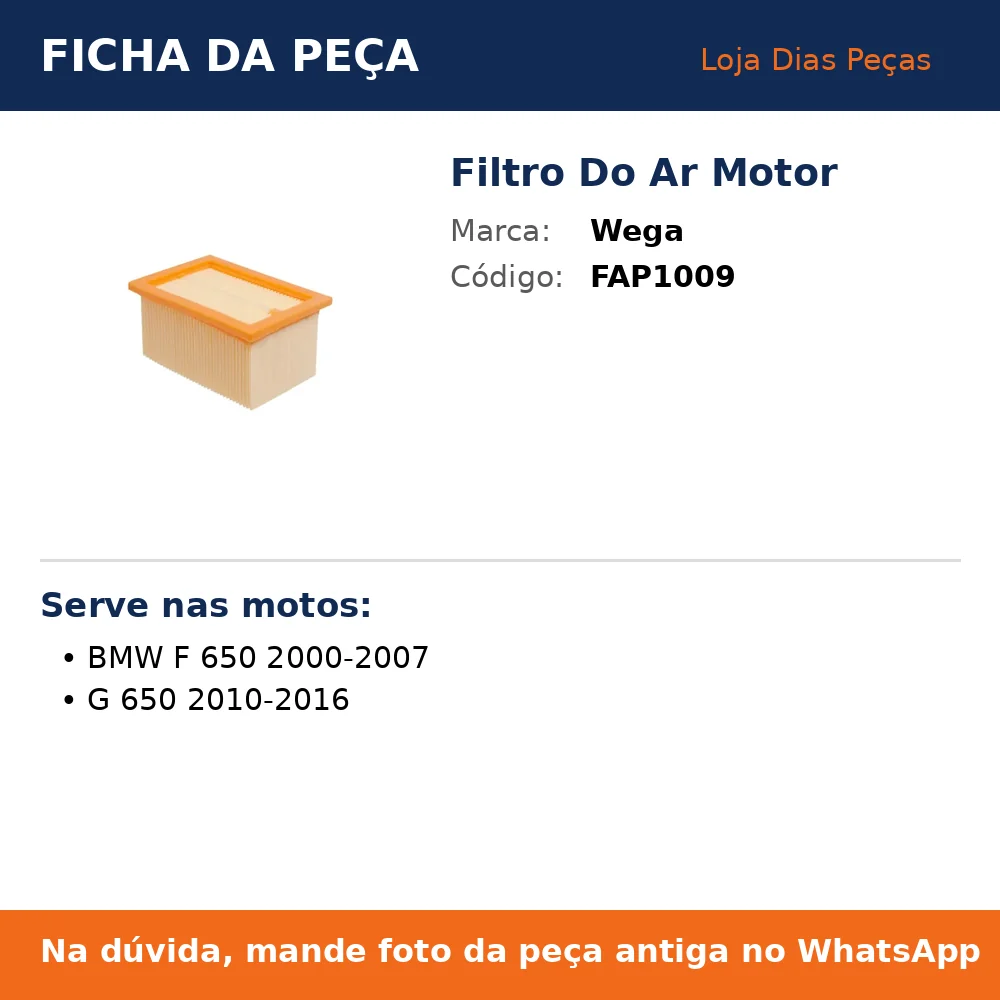 FICHA DA PEÇA
Loja Dias Peças
Filtro Do Ar Motor
Marca: Wega
Código: FAP1009
Serve nas motos:
• BMW F 650 2000-2007
• G 650 2010-2016
Na dúvida, mande foto da peça antiga no WhatsApp